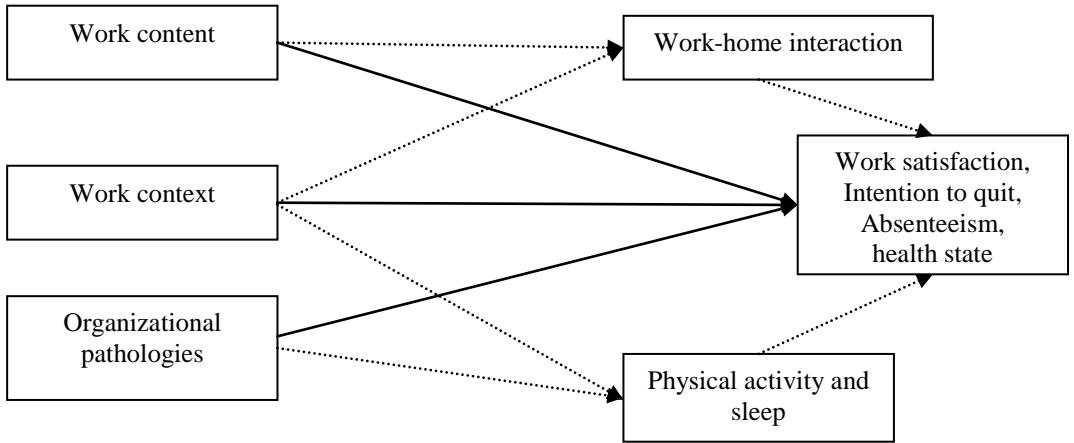 Work content
Work-home interaction
Work context
Work satisfaction,
Intention to quit,
Absenteeism,
health state
Organizational
pathologies
Physical activity and
sleep